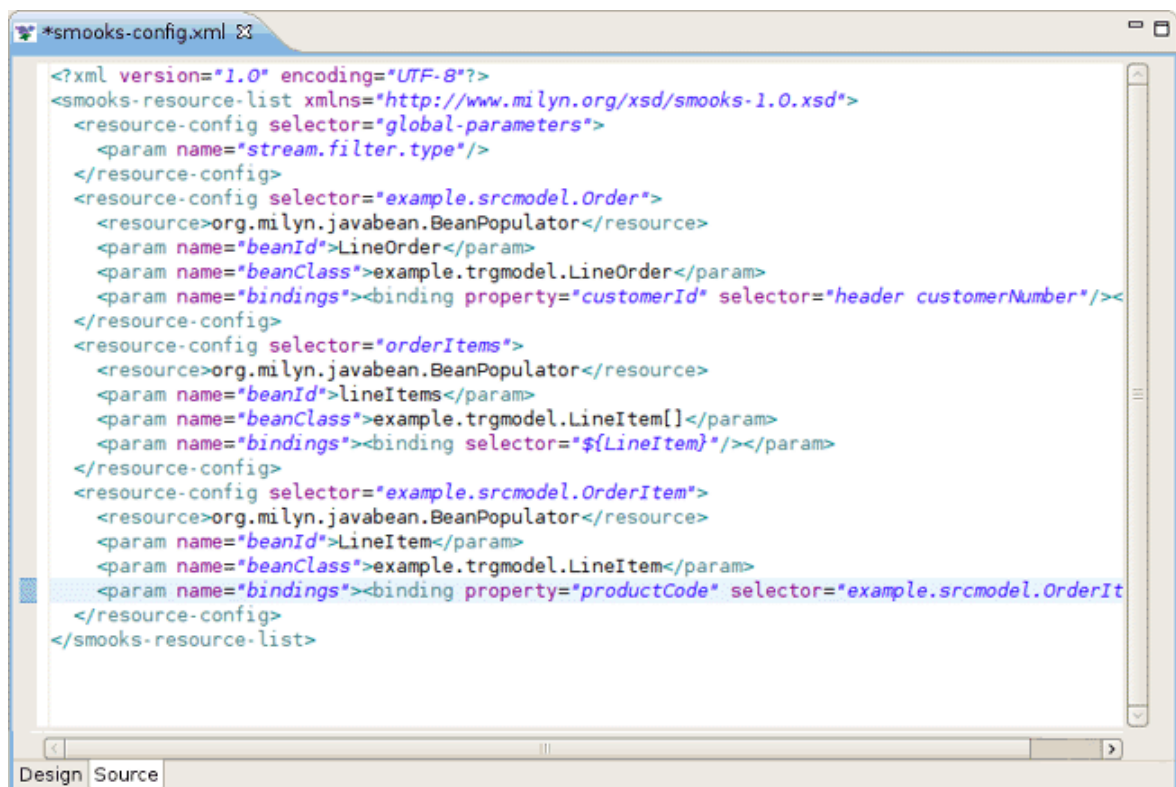 *smooks-config.xml
<?xml version="1.0" encoding="UTF-8"?>
<smooks-resource-list xmlns="http://www.milyn.org/xsd/smooks-1.0.xsd">
<resource-config selector="global-parameters">
<param name="stream.filter.type"/>
</resource-config>
<resource-config selector="example.srcmodel.Order">
<resource>org.milyn.javabean.BeanPopulator</resource>
<param name="beanId">LineOrder</param>
<param name="beanClass">example.trgmodel.LineOrder</param>
<param name="bindings"><binding property="customerId" selector="header customerNumber"/><
</resource-config>
<resource-config selector="orderItems">
<resource>org.milyn.javabean.BeanPopulator</resource>
<param name="beanId">lineItems</param>
<param name="beanClass">example.trgmodel.LineItem[]</param>
<param name="bindings"><binding selector="${LineItem}"/></param>
</resource-config>
<resource-config selector="example.srcmodel.OrderItem">
<resource>org.milyn.javabean.BeanPopulator</resource>
<param name="beanId">LineItem</param>
<param name="beanClass">example.trgmodel.LineItem</param>
<param name="bindings"><binding property="productCode" selector="example.srcmodel.OrderIt
</resource-config>
</smooks-resource-list>
Design Source